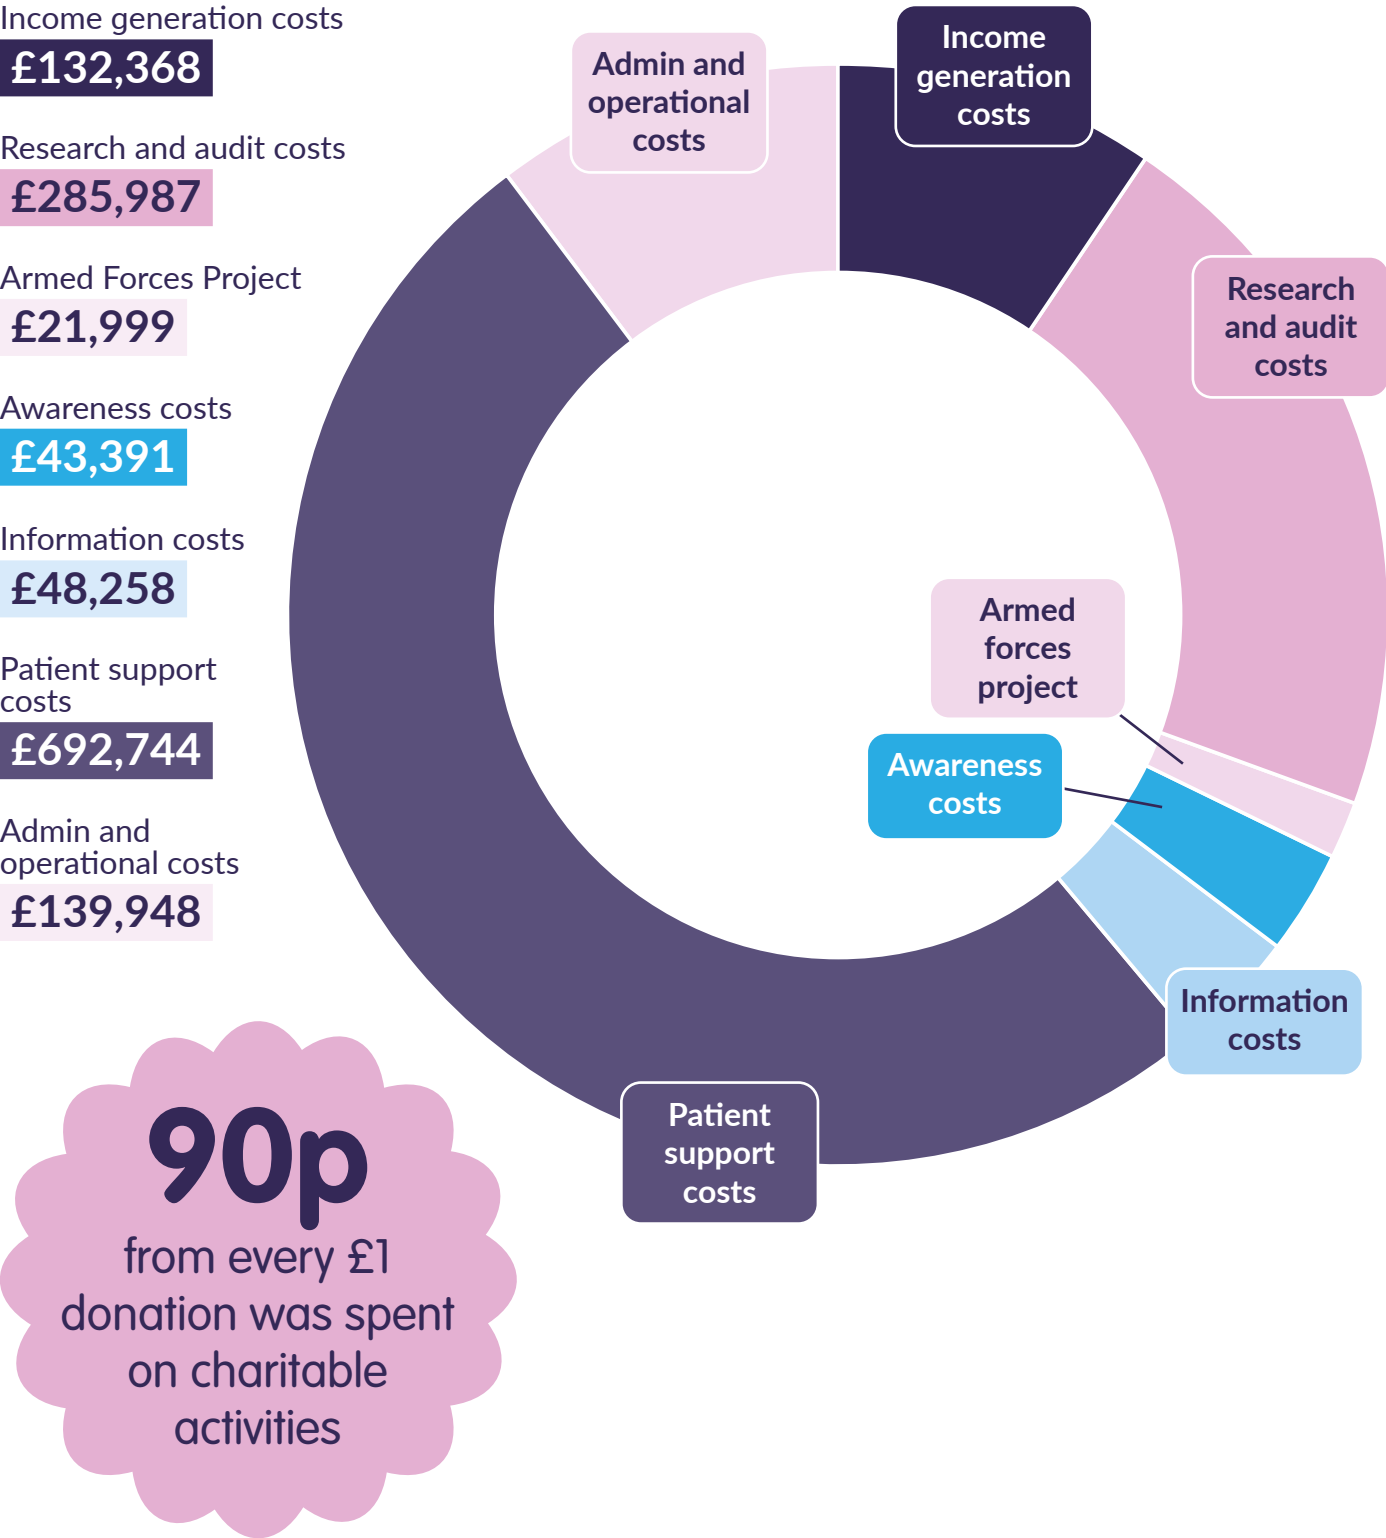 Income generation costs
£132,368
Research and audit costs
£285,987
Armed Forces Project
£21,999
Awareness costs
£43,391
Information costs
£48,258
Patient support
costs
£692,744
Admin and
operational costs
£139,948
Admin and
operational
costs
Income
generation
costs
Research
and audit
costs
Armed
forces
project
Awareness
costs
Information
costs
Patient
support
costs
90p
from every £1
donation was spent
on charitable
activities